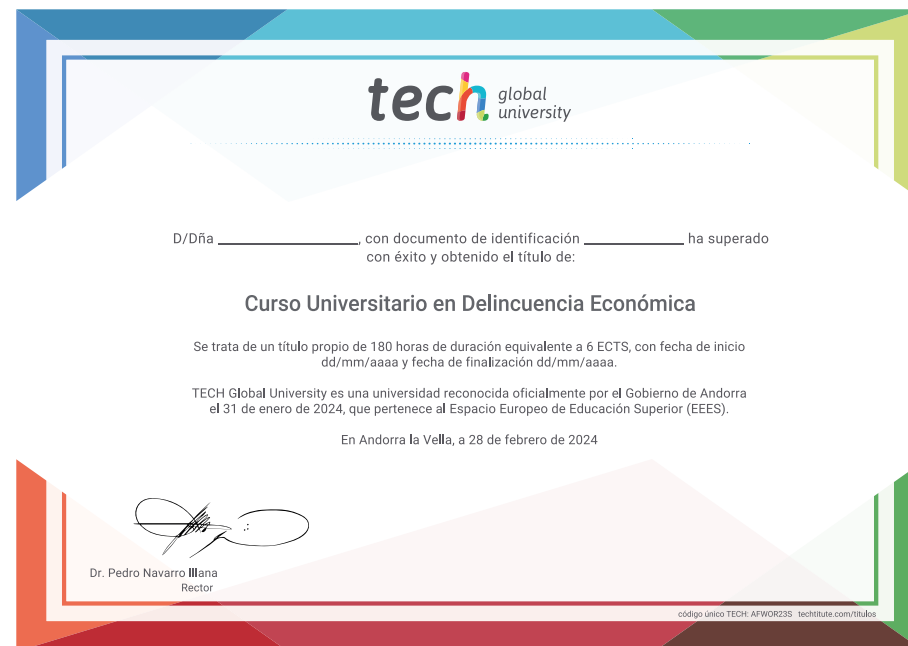 tech global university
D/Dña ______________, con documento de identificación __________ ha superado
con éxito y obtenido el título de:
Curso Universitario en Delincuencia Económica
Se trata de un título propio de 180 horas de duración equivalente a 6 ECTS, con fecha de inicio
dd/mm/aaaa y fecha de finalización dd/mm/aaaa.
TECH Global University es una universidad reconocida oficialmente por el Gobierno de Andorra
el 31 de enero de 2024, que pertenece al Espacio Europeo de Educación Superior (EEES).
En Andorra la Vella, a 28 de febrero de 2024
Dr. Pedro Navarro Illana
Rector
código único TECH: AFWOR23S techtitute.com/titulos